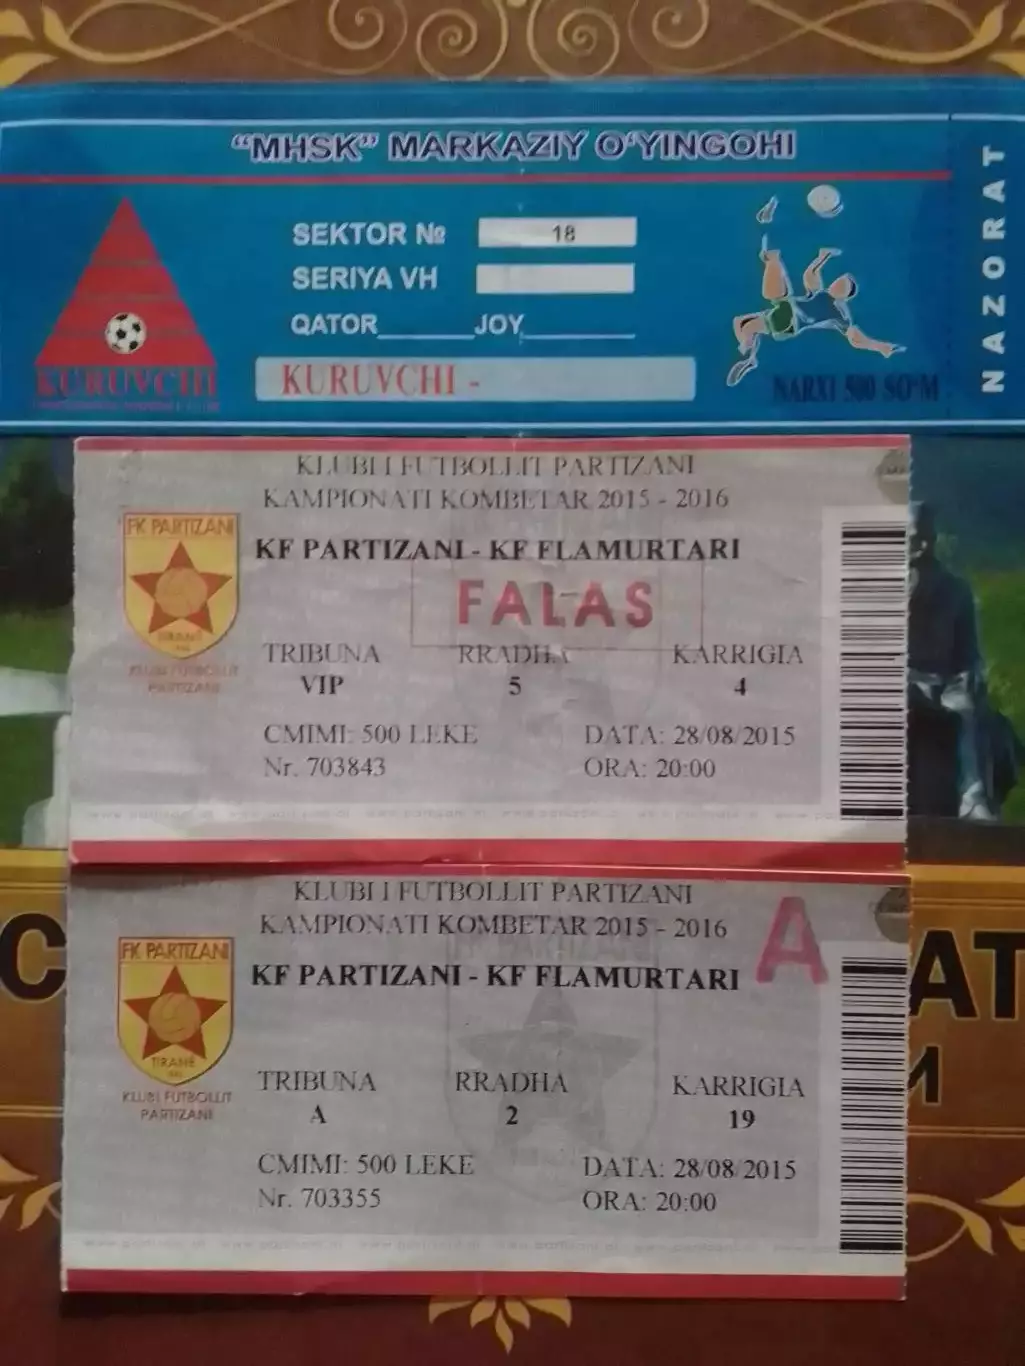 "MHSK" MARKAZIY O'YINGOHI
SEKTOR № 18
SERIYA VH
QATOR______JOY______
KURUVCHI
KURUVCHI -
NARXI 500 SO'M
NAZORAT
KLUBI I FUTBOLLIT PARTIZANI
KAMPIONATI KOMBETAR 2015 - 2016
FK PARTIZANI
KF PARTIZANI - KF FLAMURTARI
FALAS
TIRANË
KLUBI FUTBOLLIT
PARTIZANI
TRIBUNA RRADHA KARRIGIA
VIP 5 4
CMIMI: 500 LEKE DATA: 28/08/2015
Nr. 703843 ORA: 20:00
KLUBI I FUTBOLLIT PARTIZANI
KAMPIONATI KOMBETAR 2015 - 2016
A
FK PARTIZANI
KF PARTIZANI - KF FLAMURTARI
TIRANË
KLUBI FUTBOLLIT
PARTIZANI
TRIBUNA RRADHA KARRIGIA
A 2 19
CMIMI: 500 LEKE DATA: 28/08/2015
Nr. 703355 ORA: 20:00